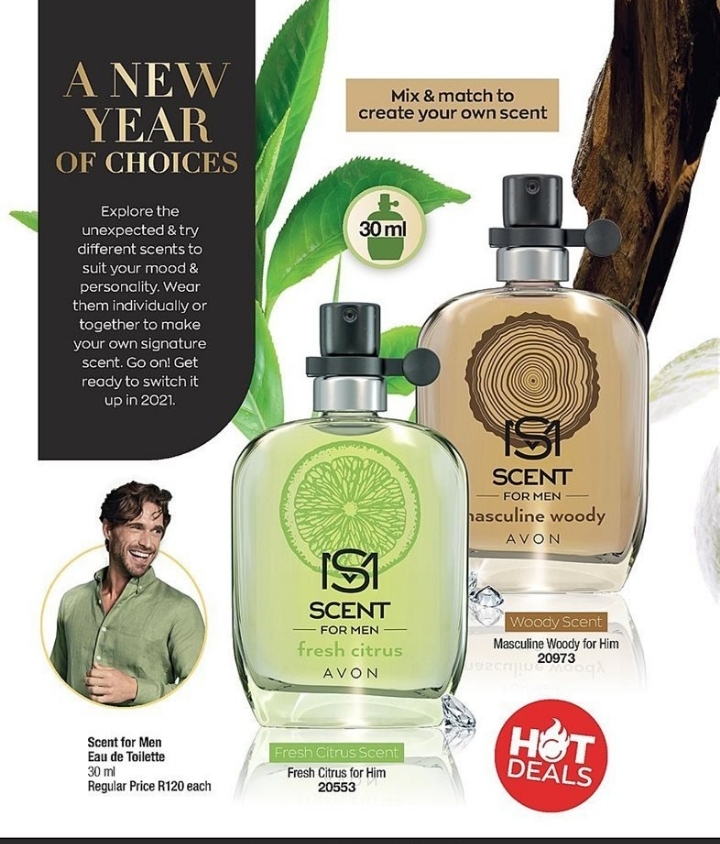 A NEW
YEAR
OF CHOICES
Explore the
unexpected & try
different scents to
suit your mood &
personality. Wear
them individually or
together to make
your own signature
scent. Go on! Get
ready to switch it
up in 2021.
Mix & match to
create your own scent
30 ml
SM
SCENT
FOR MEN
masculine woody
AVON
SM
SCENT
FOR MEN
fresh citrus
AVON
Woody Scent
Masculine Woody for Him
20973
Fresh Citrus Scent
Fresh Citrus for Him
20553
Scent for Men
Eau de Toilette
30 ml
Regular Price R120 each
HOT
DEALS